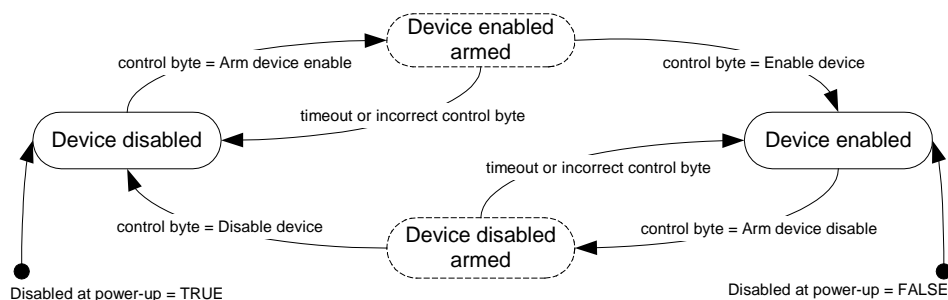 Device enabled
armed
control byte = Arm device enable
control byte = Enable device
timeout or incorrect control byte
Device disabled
Device enabled
timeout or incorrect control byte
control byte = Disable device
control byte = Arm device disable
Device disabled
armed
Disabled at power-up = TRUE
Disabled at power-up = FALSE